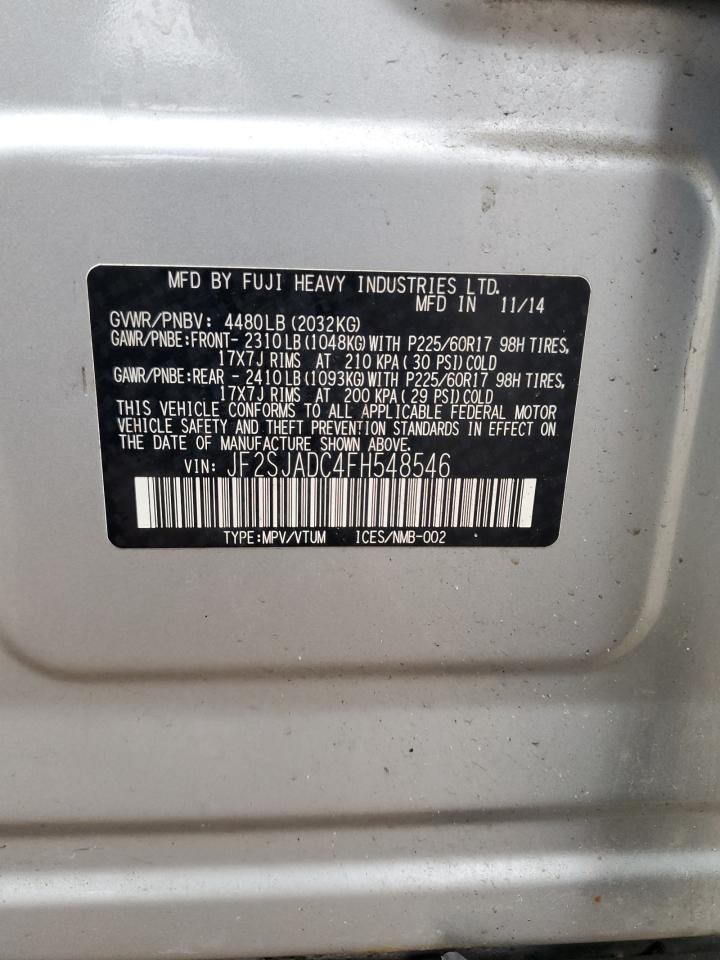 MFD BY FUJI HEAVY INDUSTRIES LTD.
MFD IN 11/14
GVWR/PNBV: 4480LB(2032KG)
GAWR/PNBE:FRONT- 2310LB(1048KG)WITH P225/60R17 98H TIRES,
17X7J RIMS AT 210 KPA( 30 PSI)COLD
GAWR/PNBE:REAR - 2410LB(1093KG)WITH P225/60R17 98H TIRES,
17X7J RIMS AT 200 KPA( 29 PSI)COLD
THIS VEHICLE CONFORMS TO ALL APPLICABLE FEDERAL MOTOR
VEHICLE SAFETY AND THEFT PREVENTION STANDARDS IN EFFECT ON
THE DATE OF MANUFACTURE SHOWN ABOVE.
VIN: JF2SJADC4FH548546
TYPE:MPV/VTUM ICES/NMB-002